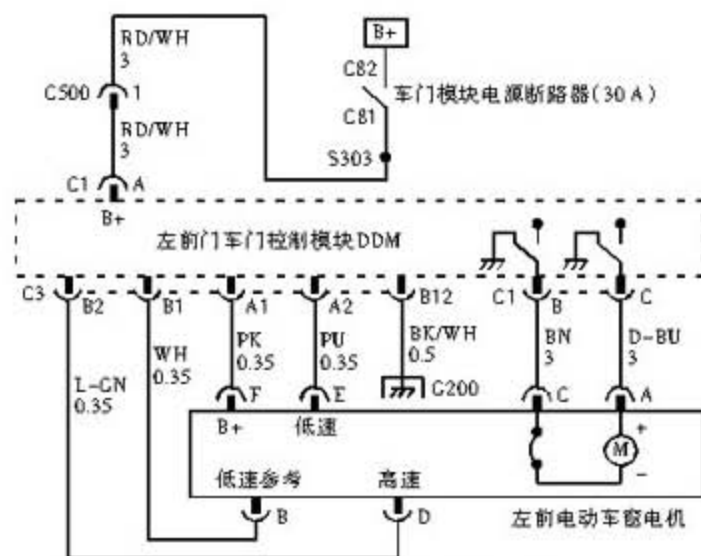 RD/WH
3
B+
C82
C500
1
车门模块电源断路器(30A)
RD/WH
3
C81
S303
C1
A
B+
左前门车门控制模块DDM
C3
B2
B1
A1
A2
B12
C1
B
C
L-GN
0.35
WH
0.35
PK
0.35
PU
0.35
BK/WH
0.5
BN
3
D-BU
3
F
E
G200
C
A
B+
低速
+
M
-
低速参考
高速
B
D
左前电动车窗电机